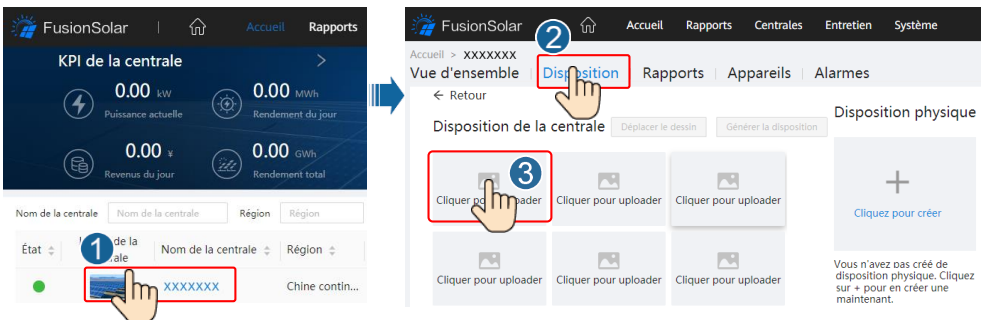 FusionSolar
Accueil Rapports
KPI de la centrale >
0.00 kW
Puissance actuelle
0.00 MWh
Rendement du jour
0.00 ¥
Revenus du jour
0.00 GWh
Rendement total
Nom de la centrale Nom de la centrale Région Région
État de la Nom de la centrale Région
1
XXXXXXX Chine contin...
FusionSolar Accueil Rapports Centrales Entretien Système
2
Accueil > XXXXXXX
Vue d'ensemble Disposition Rapports Appareils Alarmes
← Retour
Disposition de la centrale Déplacer le dessin Générer la disposition
3
Cliquer pour uploader Cliquer pour uploader Cliquer pour uploader
Cliquer pour uploader Cliquer pour uploader Cliquer pour uploader
Disposition physique
+
Cliquez pour créer
Vous n'avez pas créé de
disposition physique. Cliquez
sur + pour en créer une
maintenant.